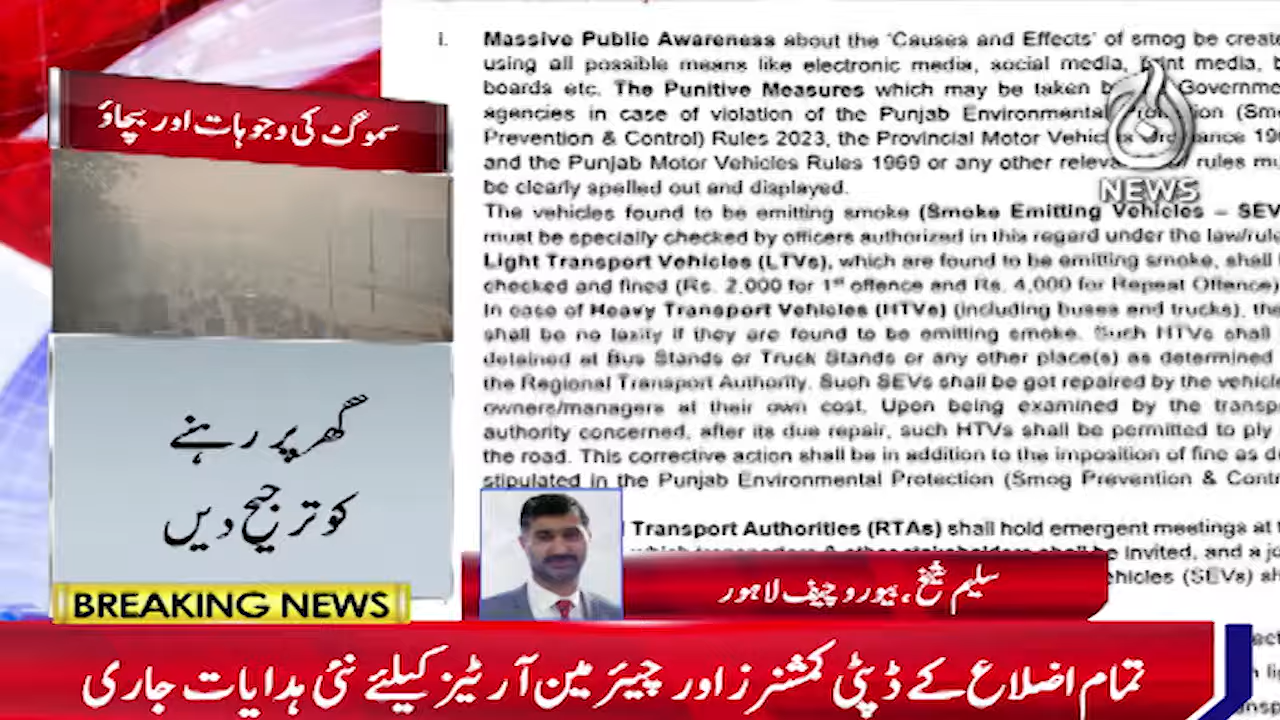 i. Massive Public Awareness about the 'Causes and Effects' of smog be create
using all possible means like electronic media, social media, print media, b
boards etc. The Punitive Measures which may be taken b Governme
agencies in case of violation of the Punjab Environmental Pro ion (Sm
Prevention & Control) Rules 2023, the Provincial Motor Vehicles Ordinance 19
and the Punjab Motor Vehicles Rules 1969 or any other releva rules mu
be clearly spelled out and displayed.
The vehicles found to be emitting smoke (Smoke Emitting Vehicles – SEV
must be specially checked by officers authorized in this regard under the law/rule
Light Transport Vehicles (LTVs), which are found to be emitting smoke, shall
checked and fined (Rs. 2,000 for 1st offence and Rs. 4,000 for Repeat Offence)
In case of Heavy Transport Vehicles (HTVs) (including buses and trucks), the
shall be no laxity if they are found to be emitting smoke. Such HTVs shall
detained at Bus Stands or Truck Stands or any other place(s) as determined
the Regional Transport Authority. Such SEVs shall be got repaired by the vehicle
owners/managers at their own cost. Upon being examined by the transp
authority concerned, after its due repair, such HTVs shall be permitted to ply
the road. This corrective action shall be in addition to the imposition of fine as de
stipulated in the Punjab Environmental Protection (Smog Prevention & Contr
l Transport Authorities (RTAs) shall hold emergent meetings at t
be invited, and a jo
ehicles (SEVs) sh
NEWS
سموگ کی وجوہات اور بچاؤ
گھر پر رہنے
کو ترجیح دیں
BREAKING NEWS
سلیم شیخ، بیورو چیف لاہور
تمام اضلاع کے ڈپٹی کمشنرز اور چیئرمین آر ٹیز کیلئے نئی ہدایات جاری